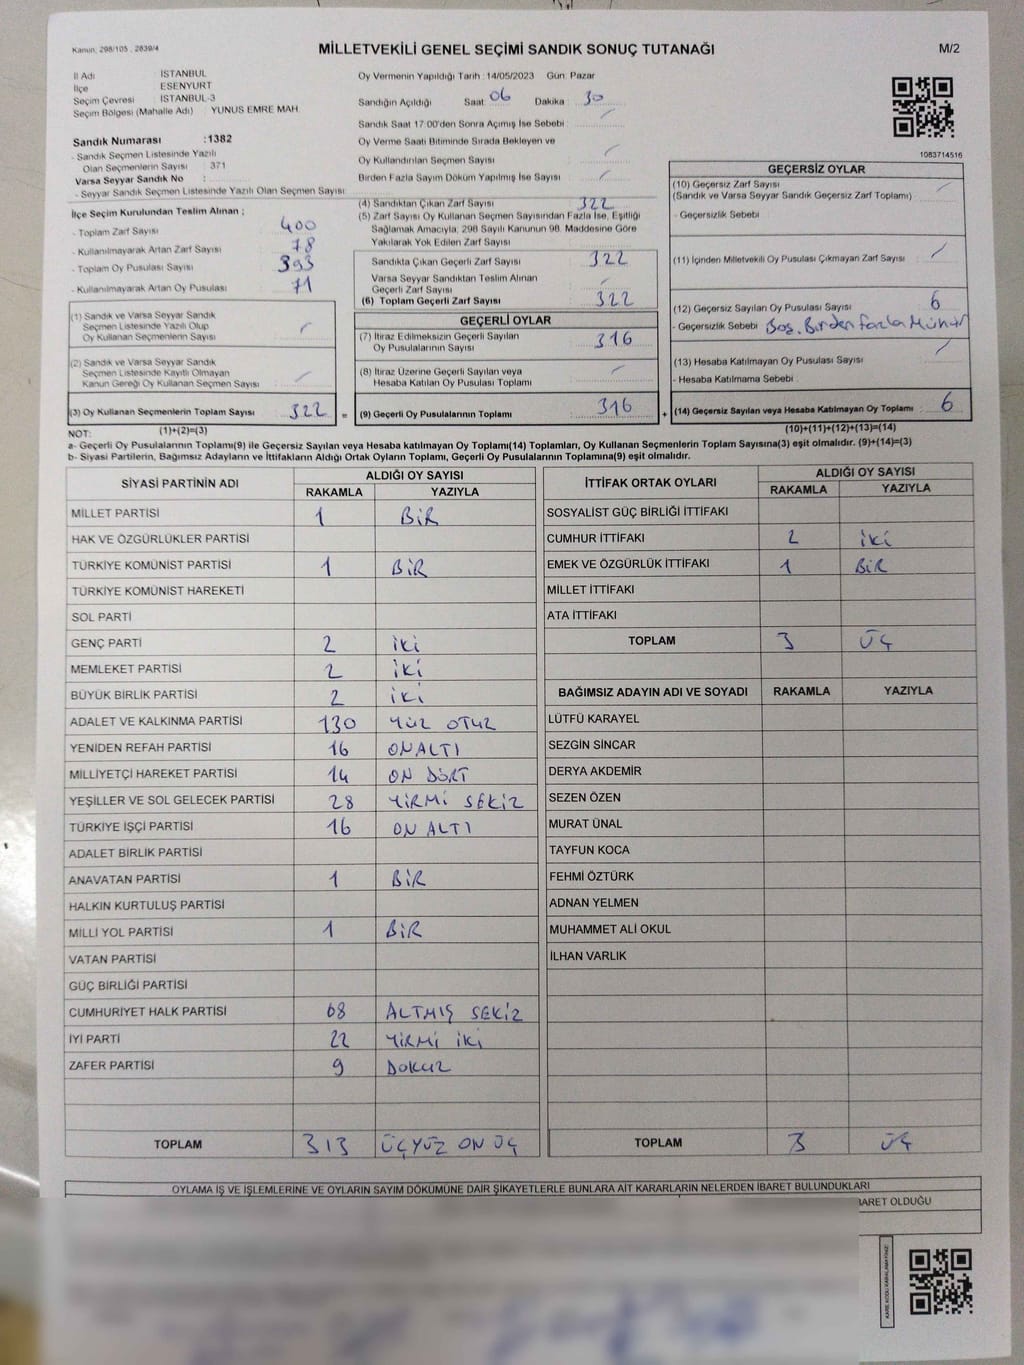 Kanun, 298/105 , 2839/4
MİLLETVEKİLİ GENEL SEÇİMİ SANDIK SONUÇ TUTANAĞI
M/2
İl Adı İSTANBUL
İlçe ESENYURT
Seçim Çevresi İSTANBUL-3
Seçim Bölgesi (Mahalle Adı) YUNUS EMRE MAH.
Sandık Numarası :1382
- Sandık Seçmen Listesinde Yazılı
Olan Seçmenlerin Sayısı : 371
Varsa Seyyar Sandık No :
- Seyyar Sandık Seçmen Listesinde Yazılı Olan Seçmen Sayısı:
İlçe Seçim Kurulundan Teslim Alınan ;
- Toplam Zarf Sayısı : 400
- Kullanılmayarak Artan Zarf Sayısı : 78
- Toplam Oy Pusulası Sayısı : 393
- Kullanılmayarak Artan Oy Pusulası : 71
(1) Sandık ve Varsa Seyyar Sandık
Seçmen Listesinde Yazılı Olup
Oy Kullanan Seçmenlerin Sayısı :
(2) Sandık ve Varsa Seyyar Sandık
Seçmen Listesinde Kayıtlı Olmayan
Kanun Gereği Oy Kullanan Seçmen Sayısı :
(3) Oy Kullanan Seçmenlerin Toplam Sayısı : 322
(1)+(2)=(3)
Oy Vermenin Yapıldığı Tarih : 14/05/2023 Gün: Pazar
Sandığın Açıldığı Saat: 06 Dakika : 30
Sandık Saat 17:00'den Sonra Açılmış İse Sebebi :
Oy Verme Saati Bitiminde Sırada Bekleyen ve
Oy Kullandırılan Seçmen Sayısı :
Birden Fazla Sayım Döküm Yapılmış İse Sayısı :
(4) Sandıktan Çıkan Zarf Sayısı : 322
(5) Zarf Sayısı Oy Kullanan Seçmen Sayısından Fazla İse, Eşitliği
Sağlamak Amacıyla, 298 Sayılı Kanunun 98. Maddesine Göre
Yakılarak Yok Edilen Zarf Sayısı :
Sandıkta Çıkan Geçerli Zarf Sayısı : 322
Varsa Seyyar Sandıktan Teslim Alınan
Geçerli Zarf Sayısı :
(6) Toplam Geçerli Zarf Sayısı : 322
GEÇERLİ OYLAR
(7) İtiraz Edilmeksizin Geçerli Sayılan
Oy Pusulalarının Sayısı : 316
(8) İtiraz Üzerine Geçerli Sayılan veya
Hesaba Katılan Oy Pusulası Toplamı :
= (9) Geçerli Oy Pusulalarının Toplamı : 316
1083714516
GEÇERSİZ OYLAR
(10) Geçersiz Zarf Sayısı
(Sandık ve Varsa Seyyar Sandık Geçersiz Zarf Toplamı) :
- Geçersizlik Sebebi :
(11) İçinden Milletvekili Oy Pusulası Çıkmayan Zarf Sayısı :
(12) Geçersiz Sayılan Oy Pusulası Sayısı : 6
- Geçersizlik Sebebi : Boş. Birden fazla Mühür
(13) Hesaba Katılmayan Oy Pusulası Sayısı :
- Hesaba Katılmama Sebebi :
+ (14) Geçersiz Sayılan veya Hesaba Katılmayan Oy Toplamı : 6
(10)+(11)+(12)+(13)=(14)
NOT:
a- Geçerli Oy Pusulalarının Toplamı(9) ile Geçersiz Sayılan veya Hesaba katılmayan Oy Toplamı(14) Toplamları, Oy Kullanan Seçmenlerin Toplam Sayısına(3) eşit olmalıdır. (9)+(14)=(3)
b- Siyasi Partilerin, Bağımsız Adayların ve İttifakların Aldığı Ortak Oyların Toplamı, Geçerli Oy Pusulalarının Toplamına(9) eşit olmalıdır.
SİYASİ PARTİNİN ADI ALDIĞI OY SAYISI
RAKAMLA YAZIYLA
MİLLET PARTİSİ 1 BİR
HAK VE ÖZGÜRLÜKLER PARTİSİ
TÜRKİYE KOMÜNİST PARTİSİ 1 BİR
TÜRKİYE KOMÜNİST HAREKETİ
SOL PARTİ
GENÇ PARTİ 2 İKİ
MEMLEKET PARTİSİ 2 İKİ
BÜYÜK BİRLİK PARTİSİ 2 İKİ
ADALET VE KALKINMA PARTİSİ 130 YÜZ OTUZ
YENİDEN REFAH PARTİSİ 16 ONALTI
MİLLİYETÇİ HAREKET PARTİSİ 14 ON DÖRT
YEŞİLLER VE SOL GELECEK PARTİSİ 28 YİRMİ SEKİZ
TÜRKİYE İŞÇİ PARTİSİ 16 ON ALTI
ADALET BİRLİK PARTİSİ
ANAVATAN PARTİSİ 1 BİR
HALKIN KURTULUŞ PARTİSİ
MİLLİ YOL PARTİSİ 1 BİR
VATAN PARTİSİ
GÜÇ BİRLİĞİ PARTİSİ
CUMHURİYET HALK PARTİSİ 68 ALTMIŞ SEKİZ
İYİ PARTİ 22 YİRMİ İKİ
ZAFER PARTİSİ 9 DOKUZ
TOPLAM 313 ÜÇYÜZ ON ÜÇ
İTTİFAK ORTAK OYLARI ALDIĞI OY SAYISI
RAKAMLA YAZIYLA
SOSYALİST GÜÇ BİRLİĞİ İTTİFAKI
CUMHUR İTTİFAKI 2 İKİ
EMEK VE ÖZGÜRLÜK İTTİFAKI 1 BİR
MİLLET İTTİFAKI
ATA İTTİFAKI
TOPLAM 3 ÜÇ
BAĞIMSIZ ADAYIN ADI VE SOYADI RAKAMLA YAZIYLA
LÜTFÜ KARAYEL
SEZGİN SİNCAR
DERYA AKDEMİR
SEZEN ÖZEN
MURAT ÜNAL
TAYFUN KOCA
FEHMİ ÖZTÜRK
ADNAN YELMEN
MUHAMMET ALİ OKUL
İLHAN VARLIK
TOPLAM 3 ÜÇ
OYLAMA İŞ VE İŞLEMLERİNE VE OYLARIN SAYIM DÖKÜMÜNE DAİR ŞİKAYETLERLE BUNLARA AİT KARARLARIN NELERDEN İBARET BULUNDUKLARI
BARET OLDUĞU
KARE KODU KARALAMAYINIZ!